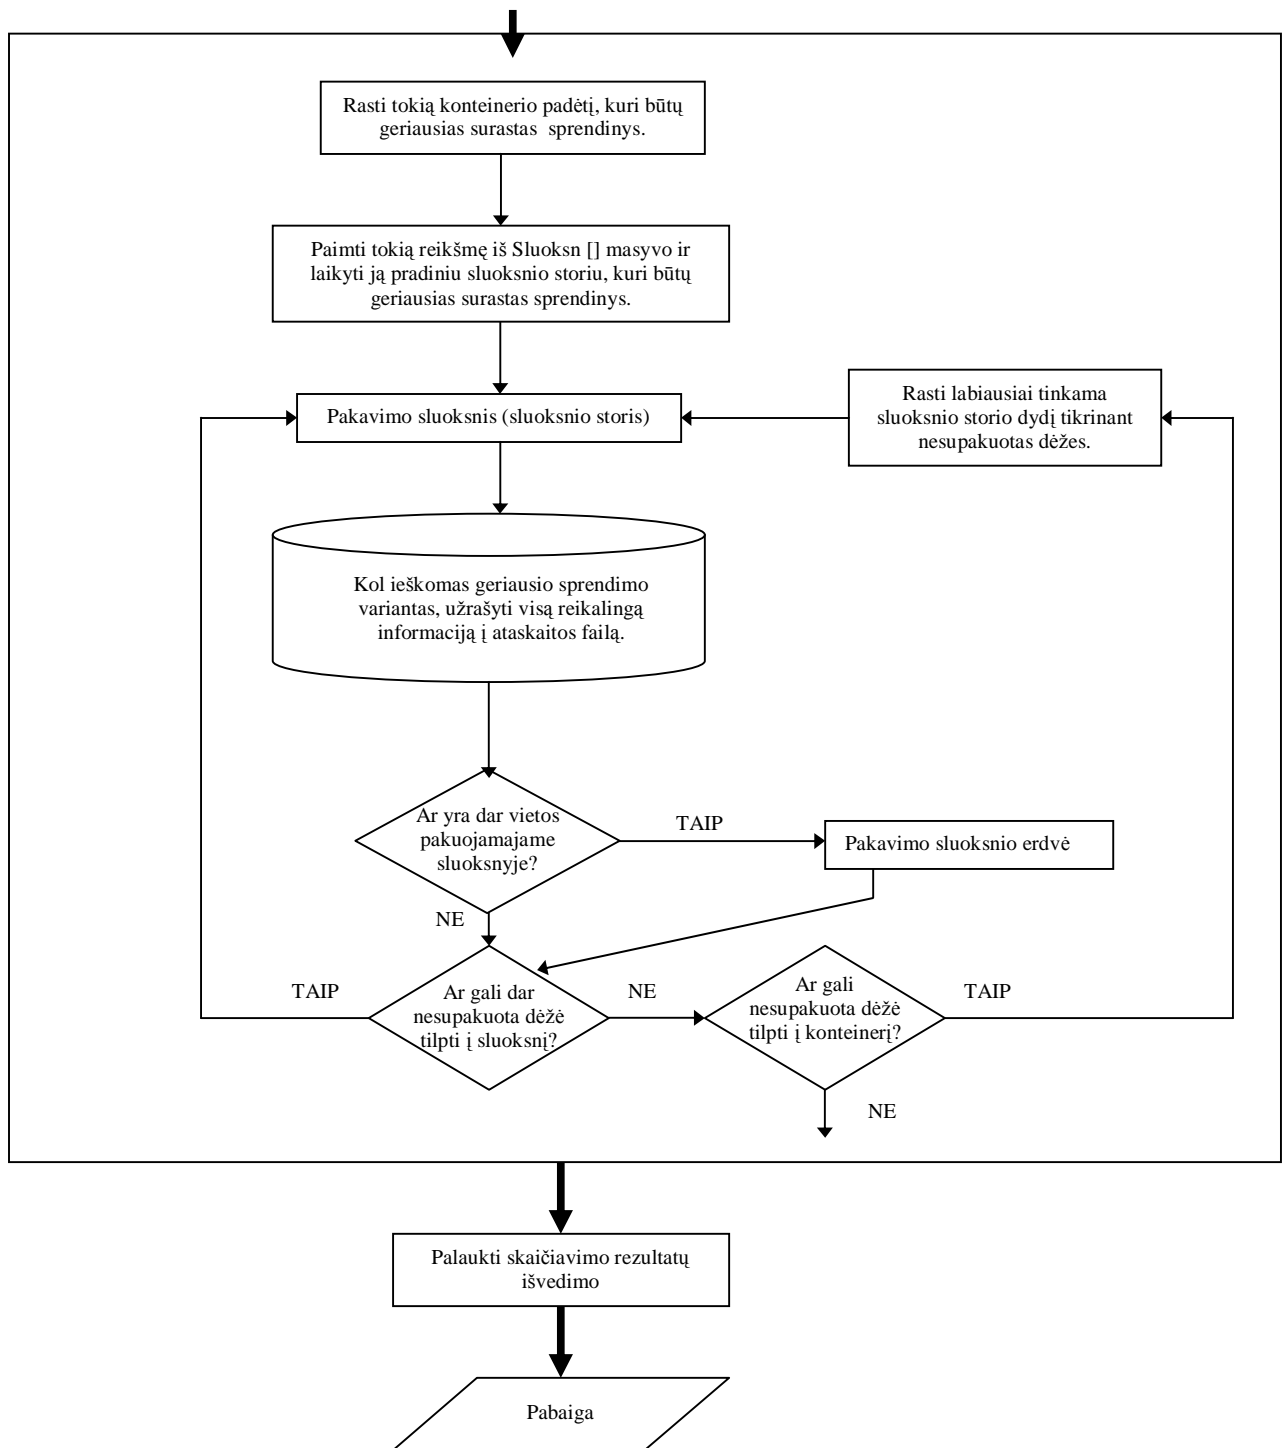 Rasti tokią konteinerio padėtį, kuri būtų
geriausias surastas sprendinys.
Paimti tokią reikšmę iš Sluoksn [] masyvo ir
laikyti ją pradiniu sluoksnio storiu, kuri būtų
geriausias surastas sprendinys.
Pakavimo sluoksnis (sluoksnio storis)
Rasti labiausiai tinkama
sluoksnio storio dydį tikrinant
nesupakuotas dėžes.
Kol ieškomas geriausio sprendimo
variantas, užrašyti visą reikalingą
informaciją į ataskaitos failą.
Ar yra dar vietos
pakuojamajame
sluoksnyje?
TAIP
Pakavimo sluoksnio erdvė
NE
TAIP
Ar gali dar
nesupakuota dėžė
tilpti į sluoksnį?
NE
Ar gali
nesupakuota dėžė
tilpti į konteinerį?
TAIP
NE
Palaukti skaičiavimo rezultatų
išvedimo
Pabaiga